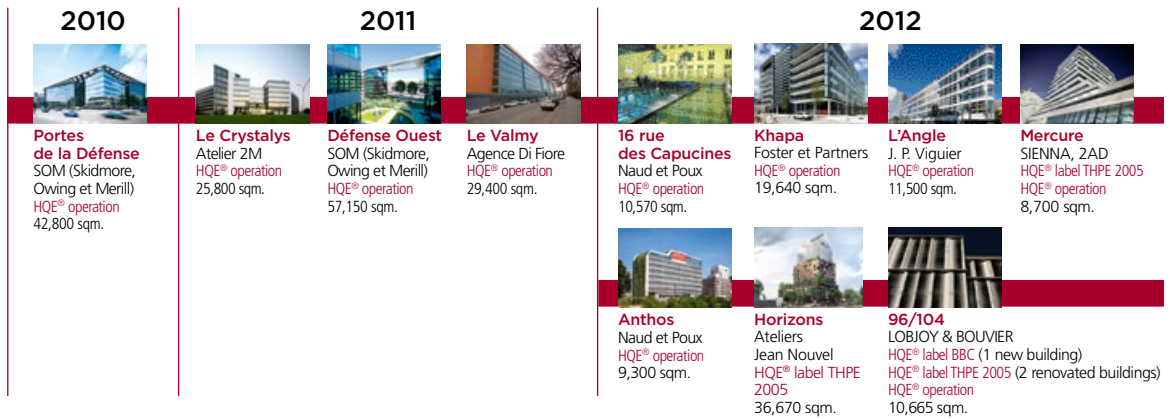 2010
Portes
de la Défense
SOM (Skidmore,
Owing et Merill)
HQE® operation
42,800 sqm.
2011
Le Crystalys
Atelier 2M
HQE® operation
25,800 sqm.
Défense Ouest
SOM (Skidmore,
Owing et Merill)
HQE® operation
57,150 sqm.
Le Valmy
Agence Di Fiore
HQE® operation
29,400 sqm.
2012
16 rue
des Capucines
Naud et Poux
HQE® operation
10,570 sqm.
Khapa
Foster et Partners
HQE® operation
19,640 sqm.
L'Angle
J. P. Viguier
HQE® operation
11,500 sqm.
Mercure
SIENNA, 2AD
HQE® label THPE 2005
HQE® operation
8,700 sqm.
Anthos
Naud et Poux
HQE® operation
9,300 sqm.
Horizons
Ateliers
Jean Nouvel
HQE® label THPE
2005
36,670 sqm.
96/104
LOBJOY & BOUVIER
HQE® label BBC (1 new building)
HQE® label THPE 2005 (2 renovated buildings)
HQE® operation
10,665 sqm.